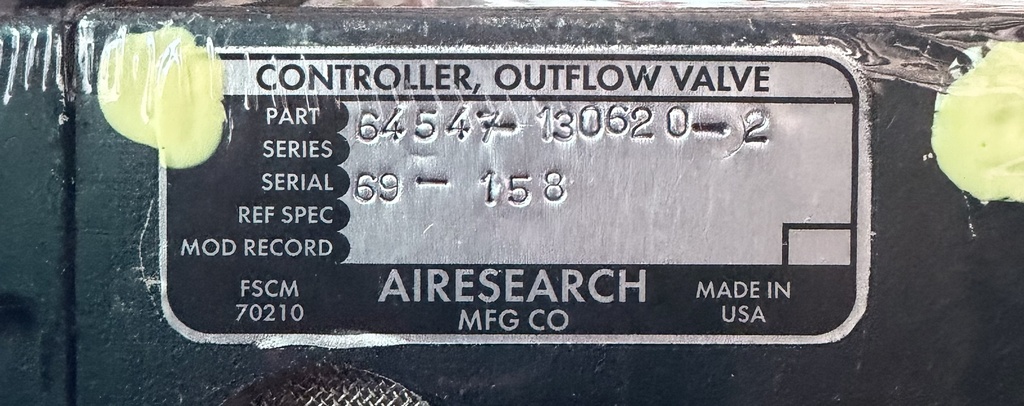 CONTROLLER, OUTFLOW VALVE
PART 64547-130620-2
SERIES
SERIAL 69-158
REF SPEC
MOD RECORD
FSCM 70210
AIRESEARCH
MFG CO
MADE IN USA